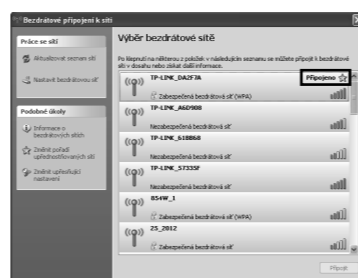 Bezdrátové připojení k síti
Práce se sítí
Aktualizovat seznam sítí
Nastavit bezdrátovou síť
Podobné úkoly
Informace o
bezdrátových sítích
Změnit pořadí
upřednostňovaných sítí
Změnit upřesňující
nastavení
Výběr bezdrátové sítě
Po klepnutí na některou z položek v následujícím seznamu se můžete připojit k bezdrátové
síti v dosahu nebo získat další informace.
TP-LINK_DA2F7A
Připojeno
Zabezpečená bezdrátová síť (WPA)
TP-LINK_A6D908
Nezabezpečená bezdrátová síť
TP-LINK_618B68
Nezabezpečená bezdrátová síť
TP-LINK_57335F
Nezabezpečená bezdrátová síť
854W_1
Zabezpečená bezdrátová síť (WPA)
25_2012
Zabezpečená bezdrátová síť
Připojit